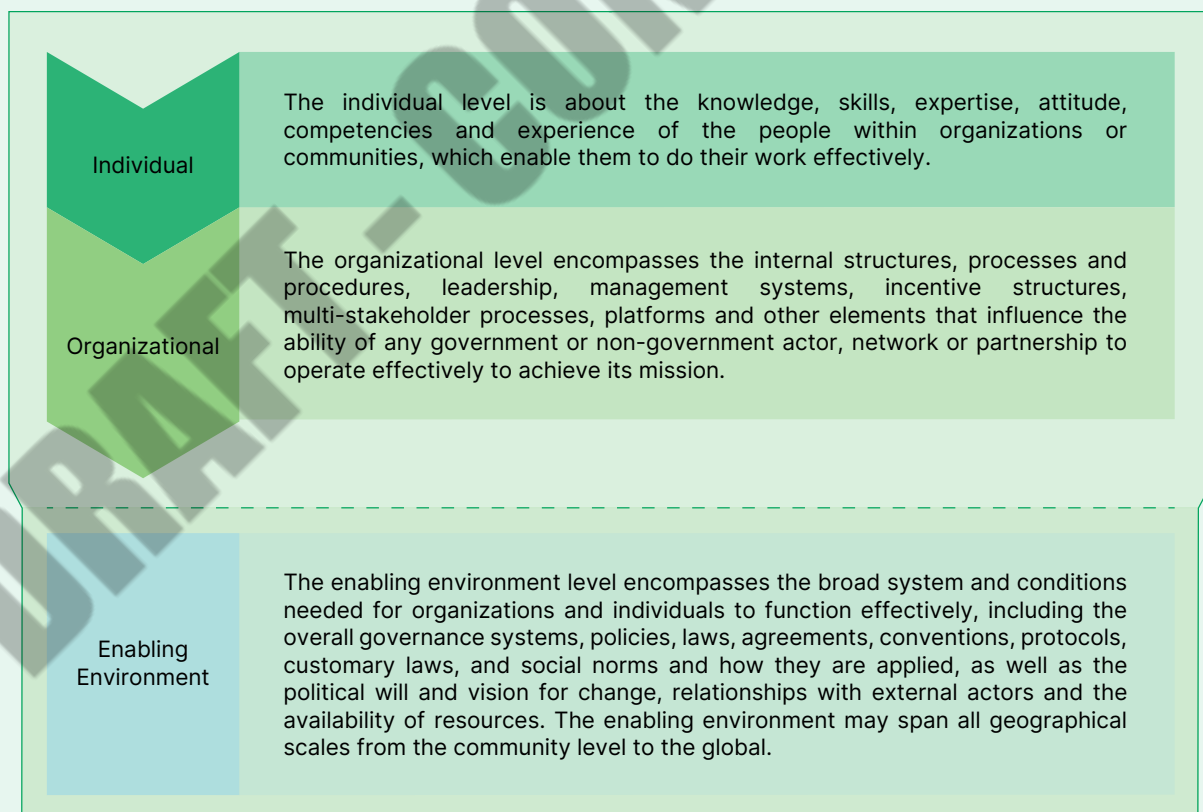 Individual
The individual level is about the knowledge, skills, expertise, attitude,
competencies and experience of the people within organizations or
communities, which enable them to do their work effectively.
Organizational
The organizational level encompasses the internal structures, processes and
procedures, leadership, management systems, incentive structures,
multi-stakeholder processes, platforms and other elements that influence the
ability of any government or non-government actor, network or partnership to
operate effectively to achieve its mission.
Enabling
Environment
The enabling environment level encompasses the broad system and conditions
needed for organizations and individuals to function effectively, including the
overall governance systems, policies, laws, agreements, conventions, protocols,
customary laws, and social norms and how they are applied, as well as the
political will and vision for change, relationships with external actors and the
availability of resources. The enabling environment may span all geographical
scales from the community level to the global.
DRAFT -